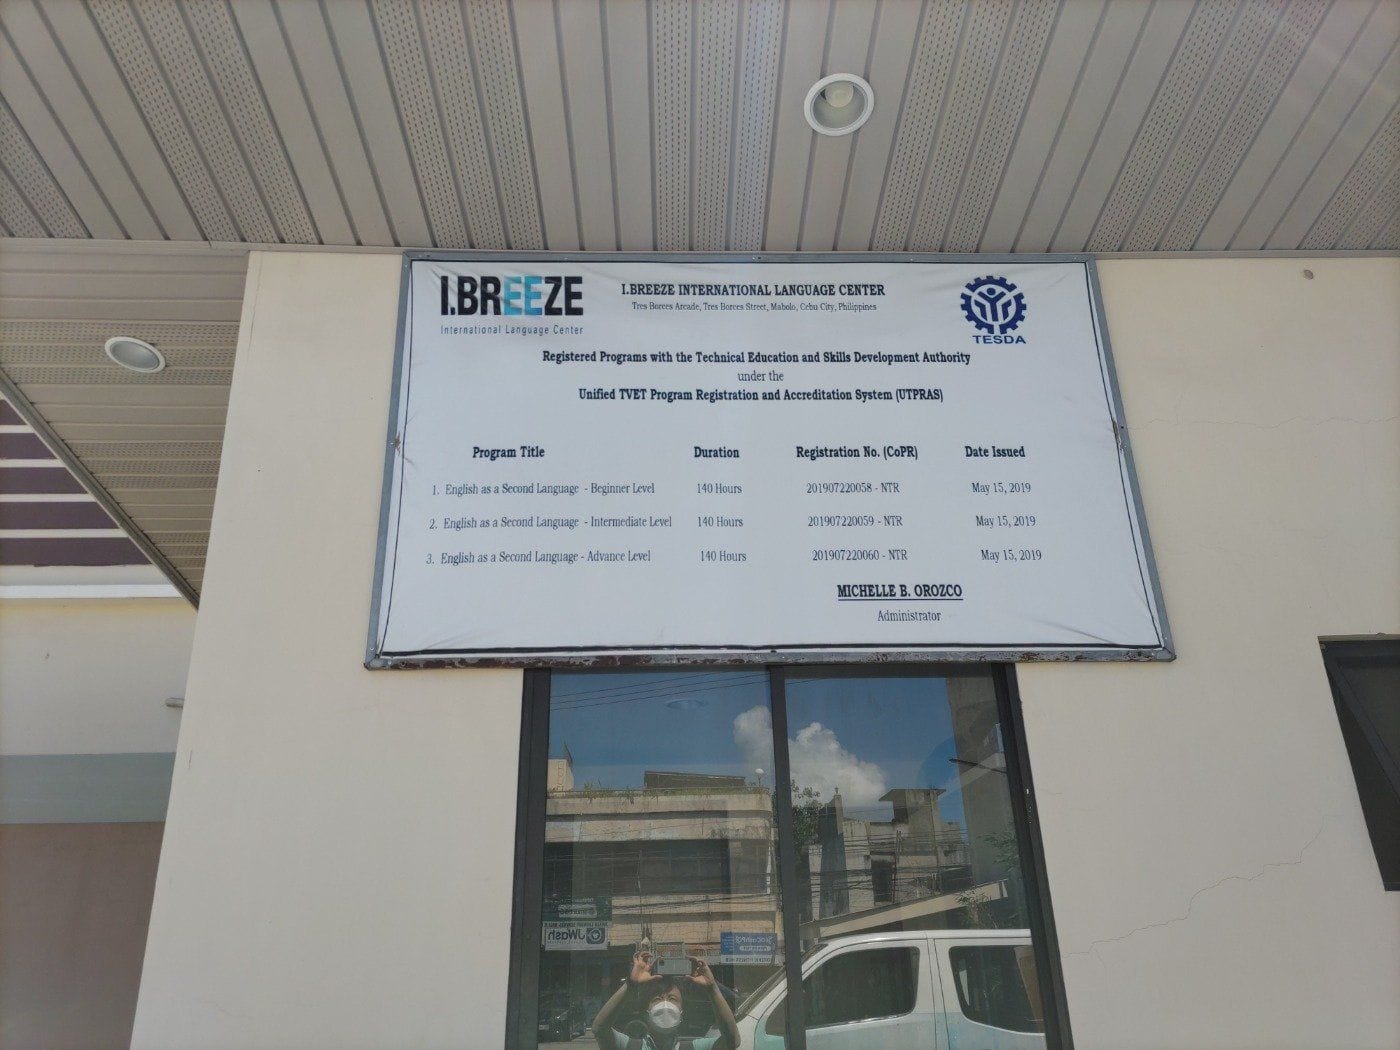 I.BREEZE
International Language Center
I.BREEZE INTERNATIONAL LANGUAGE CENTER
Tres Borces Arcade, Tres Borces Street, Mabolo, Cebu City, Philippines
TESDA
Registered Programs with the Technical Education and Skills Development Authority
under the
Unified TVET Program Registration and Accreditation System (UTPRAS)
Program Title Duration Registration No. (CoPR) Date Issued
1. English as a Second Language - Beginner Level 140 Hours 201907220058 - NTR May 15, 2019
2. English as a Second Language - Intermediate Level 140 Hours 201907220059 - NTR May 15, 2019
3. English as a Second Language - Advance Level 140 Hours 201907220060 - NTR May 15, 2019
MICHELLE B. OROZCO
Administrator
JWash